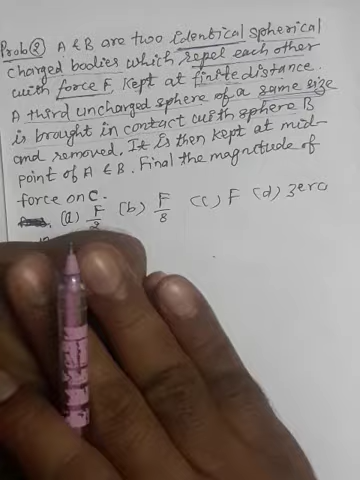 Prob② A & B are two identical spherical
charged bodies which repel each other
with force F kept at finite distance.
A third uncharged sphere of a same size
is brought in contact with sphere B
and removed. It is then kept at mid-
point of A & B. Final the magnitude of
force on C.
(a) F/2 (b) F/8 (c) F (d) zero